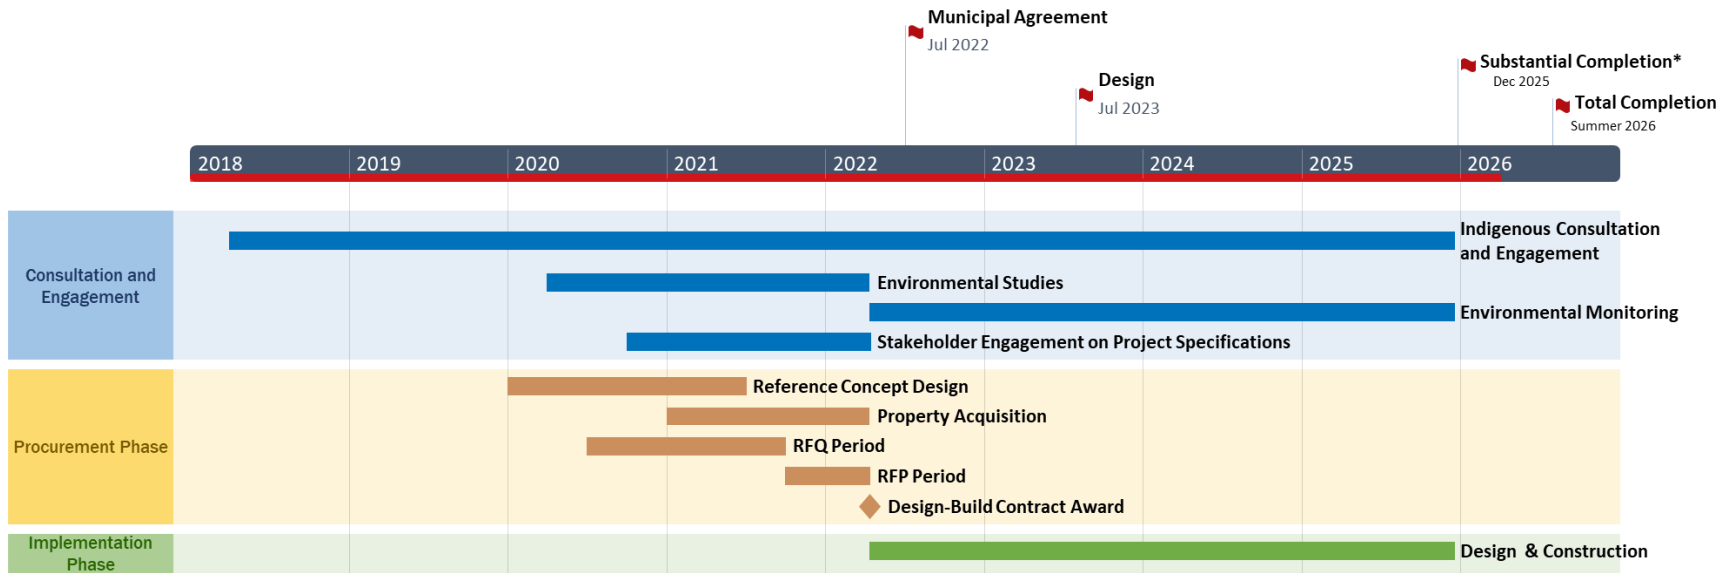 Municipal Agreement
Jul 2022
Substantial Completion*
Dec 2025
Design
Jul 2023
Total Completion
Summer 2026
2018 2019 2020 2021 2022 2023 2024 2025 2026
Consultation and
Engagement
Indigenous Consultation
and Engagement
Environmental Studies
Environmental Monitoring
Stakeholder Engagement on Project Specifications
Procurement Phase
Reference Concept Design
Property Acquisition
RFQ Period
RFP Period
Design-Build Contract Award
Implementation
Phase
Design & Construction